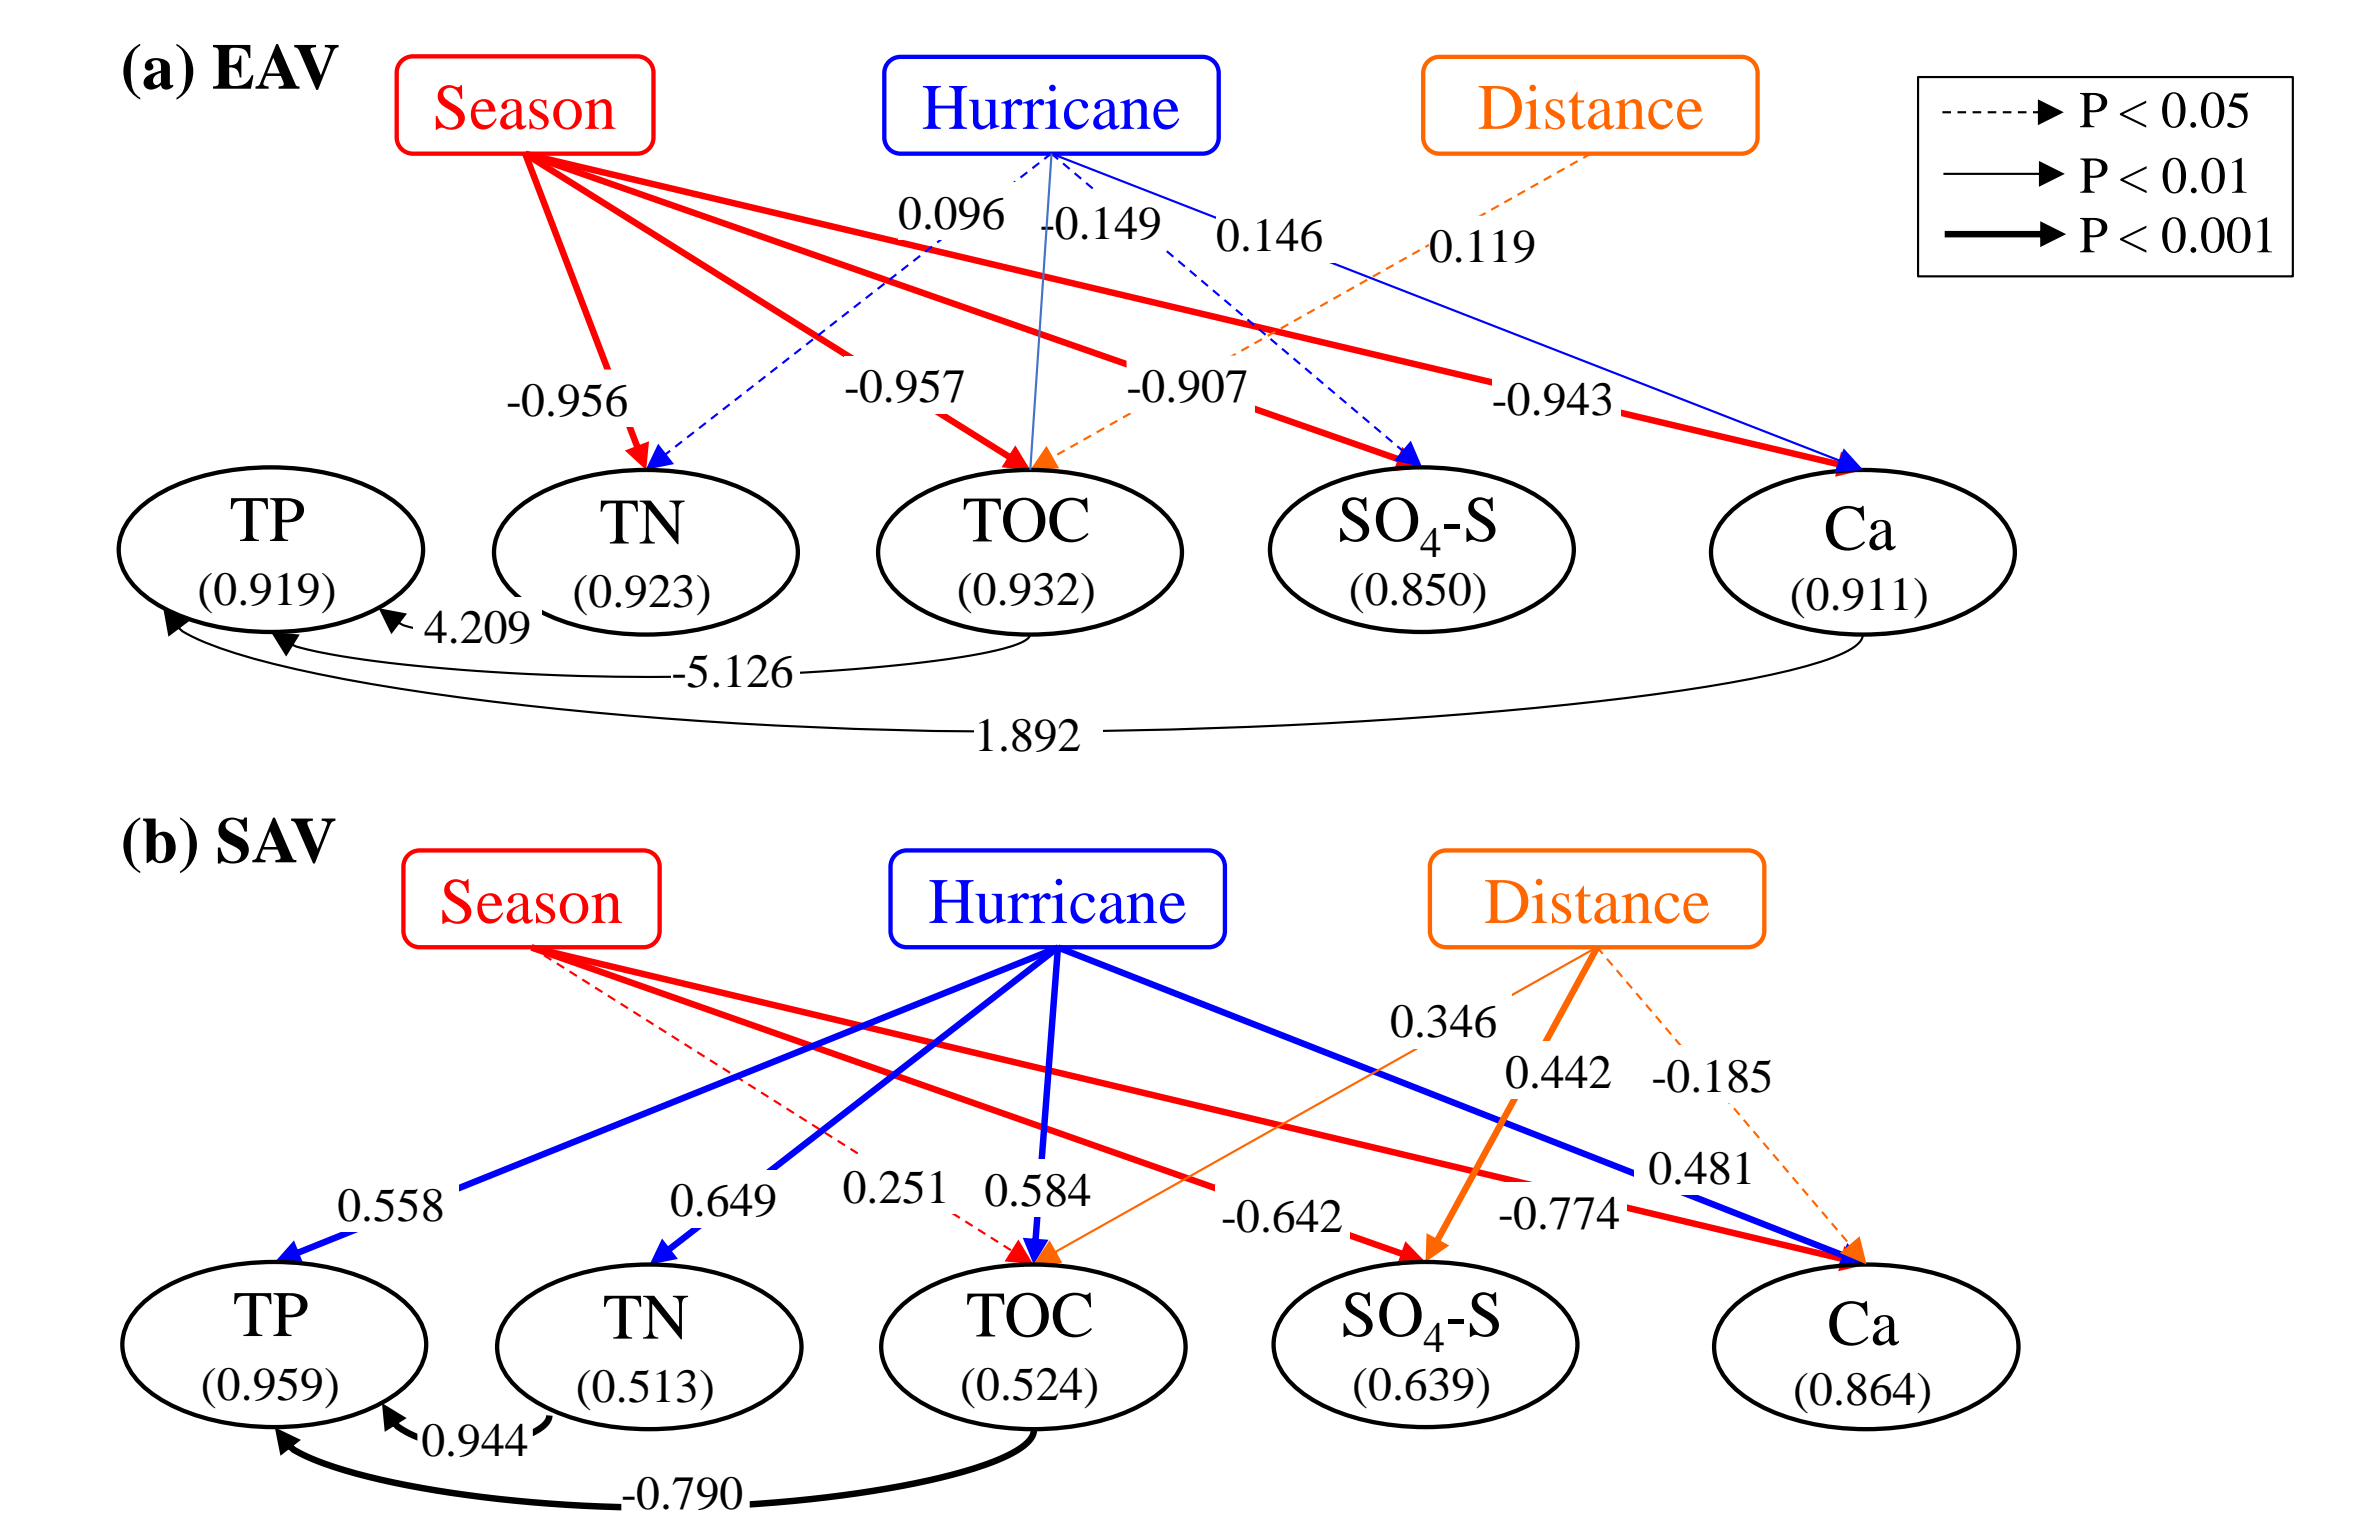 (a) EAV
Season
Hurricane
Distance
P < 0.05
P < 0.01
P < 0.001
0.096
-0.149
0.146
0.119
-0.956
-0.957
-0.907
-0.943
TP
(0.919)
TN
(0.923)
TOC
(0.932)
SO₄-S
(0.850)
Ca
(0.911)
4.209
-5.126
1.892
(b) SAV
Season
Hurricane
Distance
0.346
0.442
-0.185
0.558
0.649
0.251
0.584
-0.642
-0.774
0.481
TP
(0.959)
TN
(0.513)
TOC
(0.524)
SO₄-S
(0.639)
Ca
(0.864)
0.944
-0.790